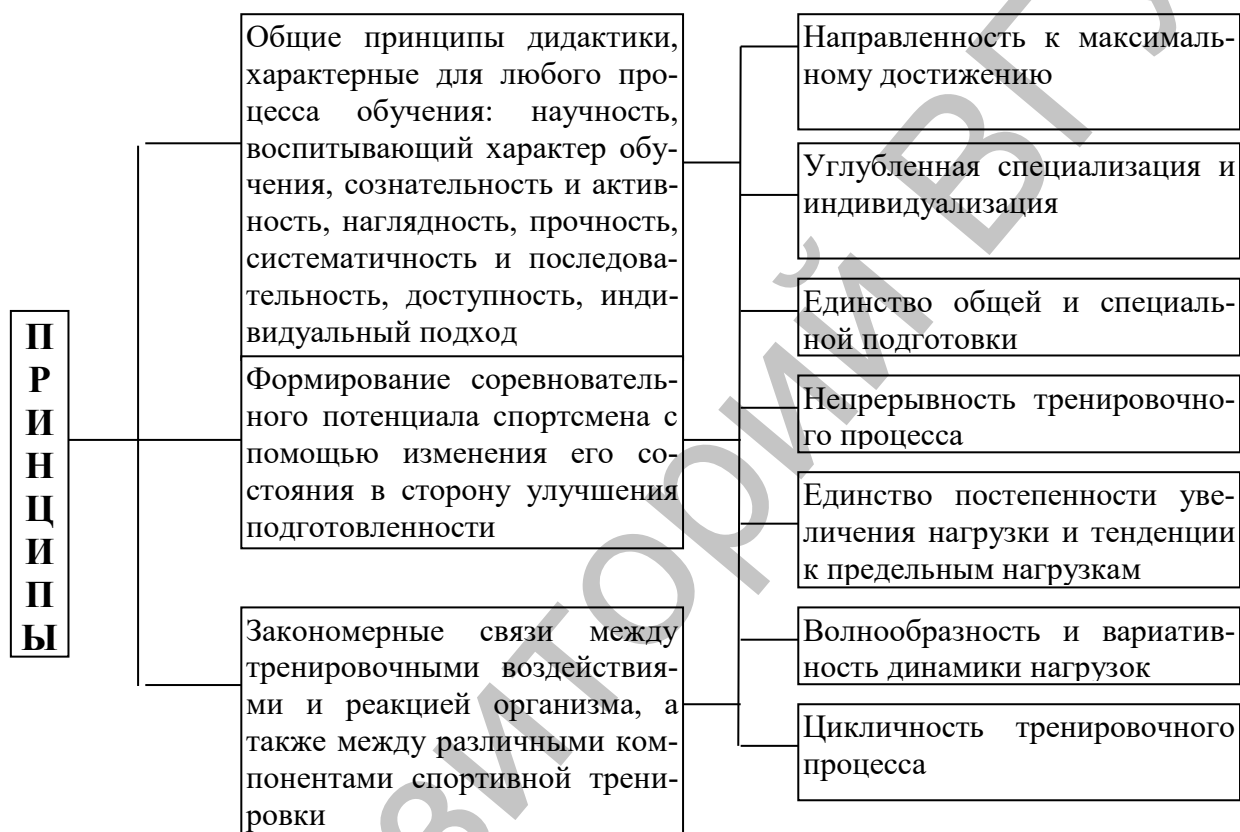 П
Р
И
Н
Ц
И
П
Ы
Общие принципы дидактики,
характерные для любого про-
цесса обучения: научность,
воспитывающий характер обу-
чения, сознательность и актив-
ность, наглядность, прочность,
систематичность и последова-
тельность, доступность, инди-
видуальный подход
Формирование соревнователь-
ного потенциала спортсмена с
помощью изменения его со-
стояния в сторону улучшения
подготовленности
Закономерные связи между
тренировочными воздействия-
ми и реакцией организма, а
также между различными ком-
понентами спортивной трени-
ровки
Направленность к максималь-
ному достижению
Углубленная специализация и
индивидуализация
Единство общей и специаль-
ной подготовки
Непрерывность тренировочно-
го процесса
Единство постепенности уве-
личения нагрузки и тенденции
к предельным нагрузкам
Волнообразность и вариатив-
ность динамики нагрузок
Цикличность тренировочного
процесса